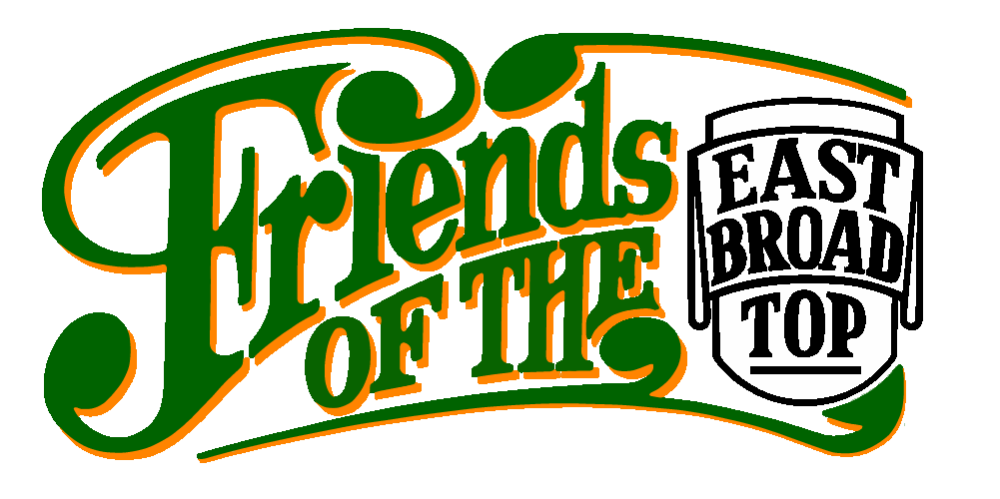 Friends
OF THE
EAST
BROAD
TOP